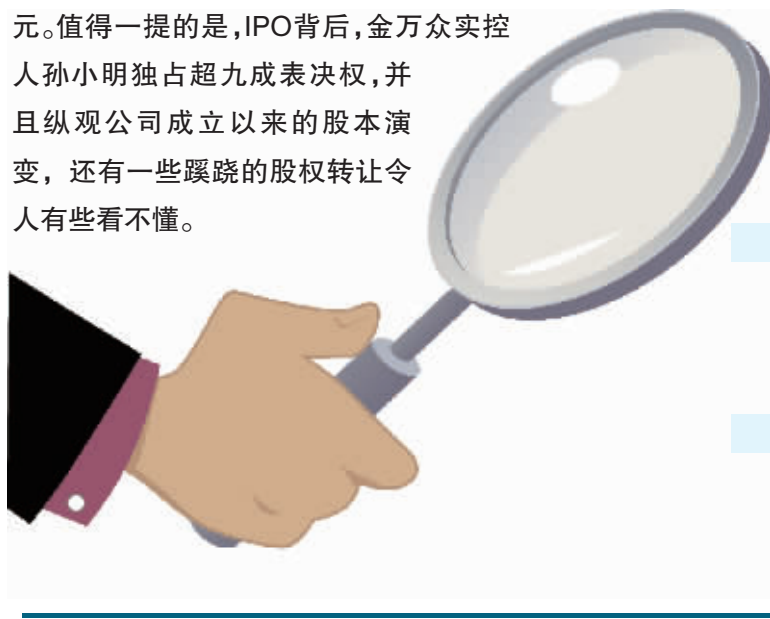 元。值得一提的是，IPO背后，金万众实控
人孙小明独占超九成表决权，并
且纵观公司成立以来的股本演
变，还有一些蹊跷的股权转让令
人有些看不懂。